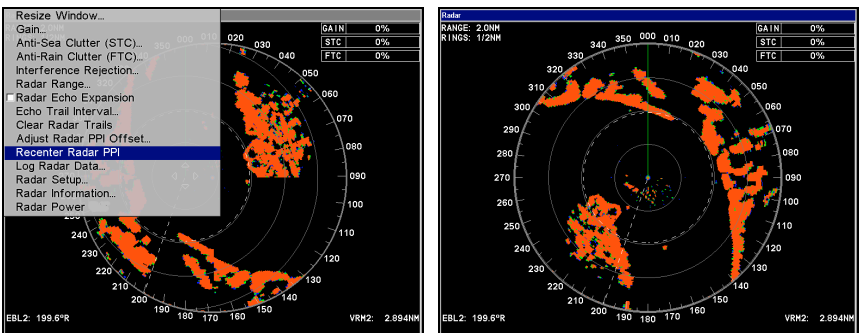 Resize Window...
Gain...
Anti-Sea Clutter (STC)...
Anti-Rain Clutter (FTC)...
Interference Rejection...
Radar Range...
Radar Echo Expansion
Echo Trail Interval...
Clear Radar Trails
Adjust Radar PPI Offset...
Recenter Radar PPI
Log Radar Data...
Radar Setup...
Radar Information...
Radar Power
GAIN 0%
STC 0%
FTC 0%
020
030
040
050
060
070
080
090
100
110
120
130
140
150
160
170
180
190
200
210
220
230
240
EBL2: 199.6°R
VRM2: 2.894NM
Radar
RANGE: 2.0NM
RINGS: 1/2NM
GAIN 0%
STC 0%
FTC 0%
000
010
020
030
040
050
060
070
080
090
100
110
120
130
140
150
160
170
180
190
200
210
220
230
240
250
260
270
280
290
300
310
320
330
340
350
EBL2: 199.6°R
VRM2: 2.894NM